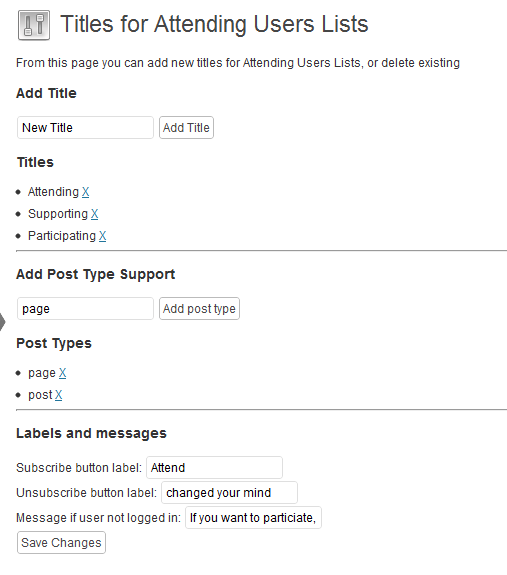 Titles for Attending Users Lists
From this page you can add new titles for Attending Users Lists, or delete existing
Add Title
New Title Add Title
Titles
Attending X
Supporting X
Participating X
Add Post Type Support
page Add post type
Post Types
page X
post X
Labels and messages
Subscribe button label: Attend
Unsubscribe button label: changed your mind
Message if user not logged in: If you want to particiate,
Save Changes